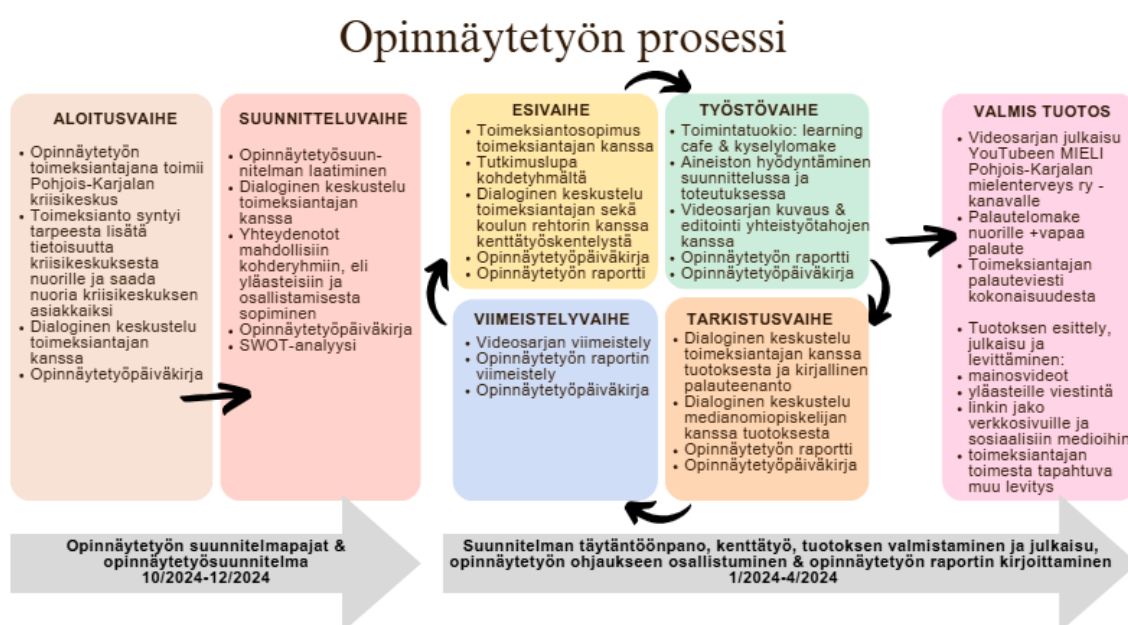 Opinnäytetyön prosessi
ALOITUSVAIHE
• Opinnäytetyön
toimeksiantajana toimii
Pohjois-Karjalan
kriisikeskus
• Toimeksianto syntyi
tarpeesta lisätä
tietoisuutta
kriisikeskuksesta
nuorille ja saada
nuoria kriisikeskuksen
asiakkaiksi
• Dialoginen keskustelu
toimeksiantajan
kanssa
• Opinnäytetyöpäiväkirja
SUUNNITTELUVAIHE
• Opinnäytetyösuun-
nitelman laatiminen
• Dialoginen keskustelu
toimeksiantajan
kanssa
• Yhteydenotot
mahdollisiin
kohderyhmiin, eli
yläasteisiin ja
osallistamisesta
sopiminen
• Opinnäytetyöpäiväkirja
• SWOT-analyysi
ESIVAIHE
• Toimeksiantosopimus
toimeksiantajan kanssa
• Tutkimuslupa
kohdetyhmältä
• Dialoginen keskustelu
toimeksiantajan sekä
koulun rehtorin kanssa
kenttätyöskentelystä
• Opinnäytetyöpäiväkirja
• Opinnäytetyön raportti
TYÖSTÖVAIHE
• Toimintatuokio: learning
cafe & kyselylomake
• Aineiston hyödyntäminen
suunnittelussa ja
toteutuksessa
• Videosarjan kuvaus &
editointi yhteistyötahojen
kanssa
• Opinnäytetyön raportti
• Opinnäytetyöpäiväkirja
VIIMEISTELYVAIHE
• Videosarjan viimeistely
• Opinnäytetyön raportin
viimeistely
• Opinnäytetyöpäiväkirja
TARKISTUSVAIHE
• Dialoginen keskustelu
toimeksiantajan kanssa
tuotoksesta ja kirjallinen
palauteenanto
• Dialoginen keskustelu
medianomiopiskelijan
kanssa tuotoksesta
• Opinnäytetyön raportti
• Opinnäytetyöpäiväkirja
VALMIS TUOTOS
• Videosarjan julkaisu
YouTubeen MIELI
Pohjois-Karjalan
mielenterveys ry -
kanavalle
• Palautelomake
nuorille +vapaa
palaute
• Toimeksiantajan
palauteviesti
kokonaisuudesta
• Tuotoksen esittely,
julkaisu ja
levittäminen:
• mainosvideot
• yläasteille viestintä
• linkin jako
verkkosivuille ja
sosiaalisiin medioihin
• toimeksiantajan
toimesta tapahtuva
muu levitys
Opinnäytetyön suunnitelmapajat &
opinnäytetyösuunnitelma
10/2024-12/2024
Suunnitelman täytäntöönpano, kenttätyö, tuotoksen valmistaminen ja julkaisu,
opinnäytetyön ohjaukseen osallistuminen & opinnäytetyön raportin kirjoittaminen
1/2024-4/2024